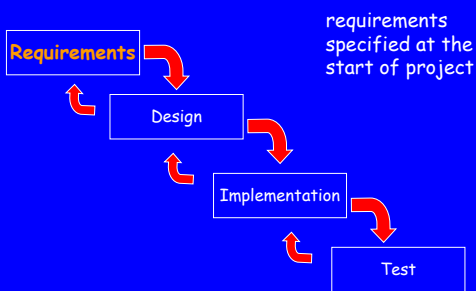 requirements
specified at the
start of project
Requirements
Design
Implementation
Test